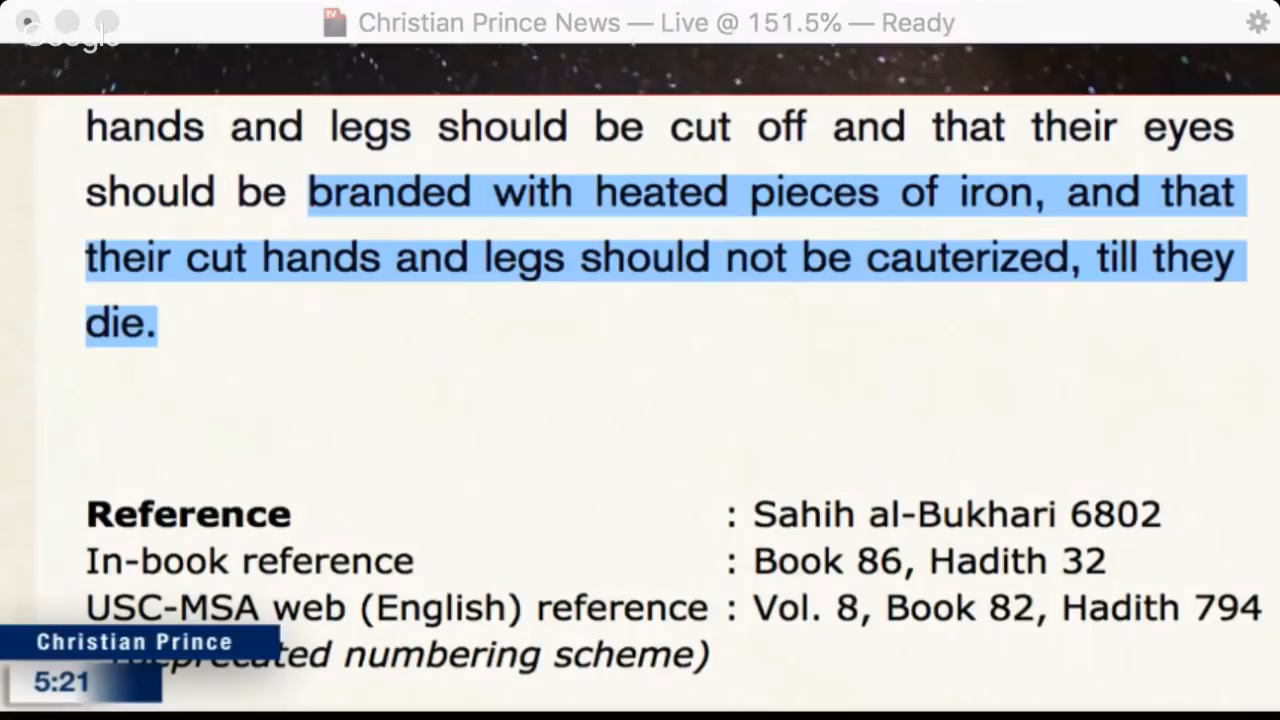 Christian Prince News — Live @ 151.5% — Ready
Google
hands and legs should be cut off and that their eyes
should be branded with heated pieces of iron, and that
their cut hands and legs should not be cauterized, till they
die.
Reference : Sahih al-Bukhari 6802
In-book reference : Book 86, Hadith 32
USC-MSA web (English) reference : Vol. 8, Book 82, Hadith 794
(deprecated numbering scheme)
Christian Prince
5:21